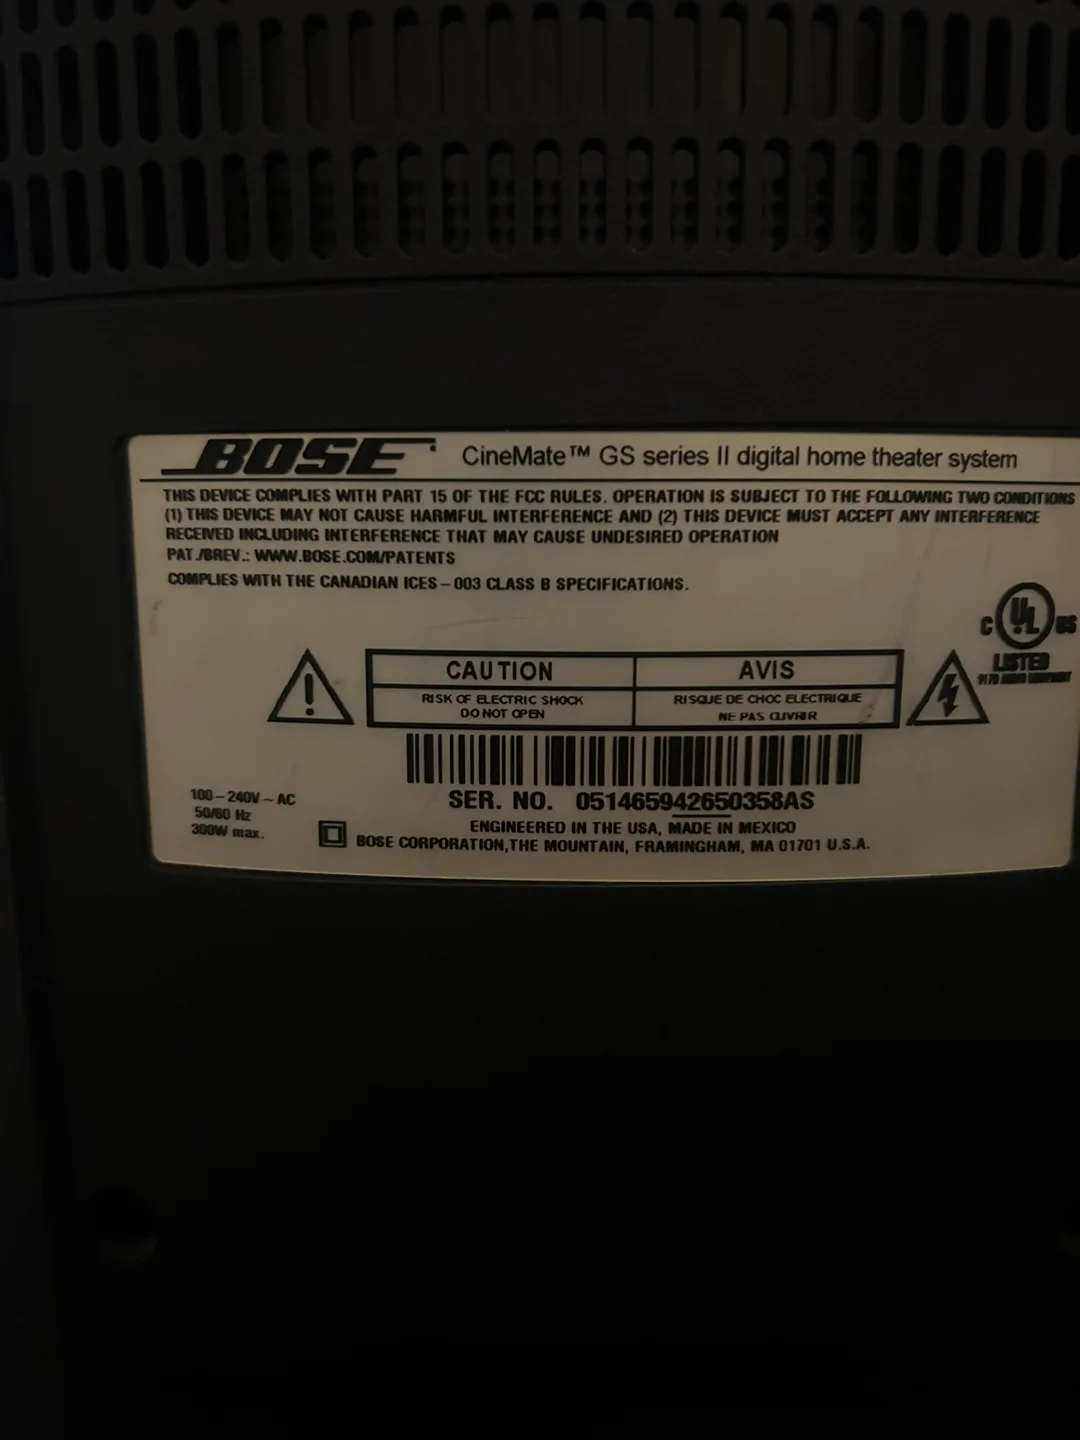 BOSE CineMate™ GS series II digital home theater system
THIS DEVICE COMPLIES WITH PART 15 OF THE FCC RULES. OPERATION IS SUBJECT TO THE FOLLOWING TWO CONDITIONS
(1) THIS DEVICE MAY NOT CAUSE HARMFUL INTERFERENCE AND (2) THIS DEVICE MUST ACCEPT ANY INTERFERENCE
RECEIVED INCLUDING INTERFERENCE THAT MAY CAUSE UNDESIRED OPERATION
PAT./BREV.: WWW.BOSE.COM/PATENTS
COMPLIES WITH THE CANADIAN ICES-003 CLASS B SPECIFICATIONS.
C UL US
LISTED
CAUTION
RISK OF ELECTRIC SHOCK
DO NOT OPEN
AVIS
RISQUE DE CHOC ELECTRIQUE
NE PAS OUVRIR
SER. NO. 051465942650358AS
100-240V ~ AC
50/60 Hz
300W max.
ENGINEERED IN THE USA, MADE IN MEXICO
BOSE CORPORATION, THE MOUNTAIN, FRAMINGHAM, MA 01701 U.S.A.